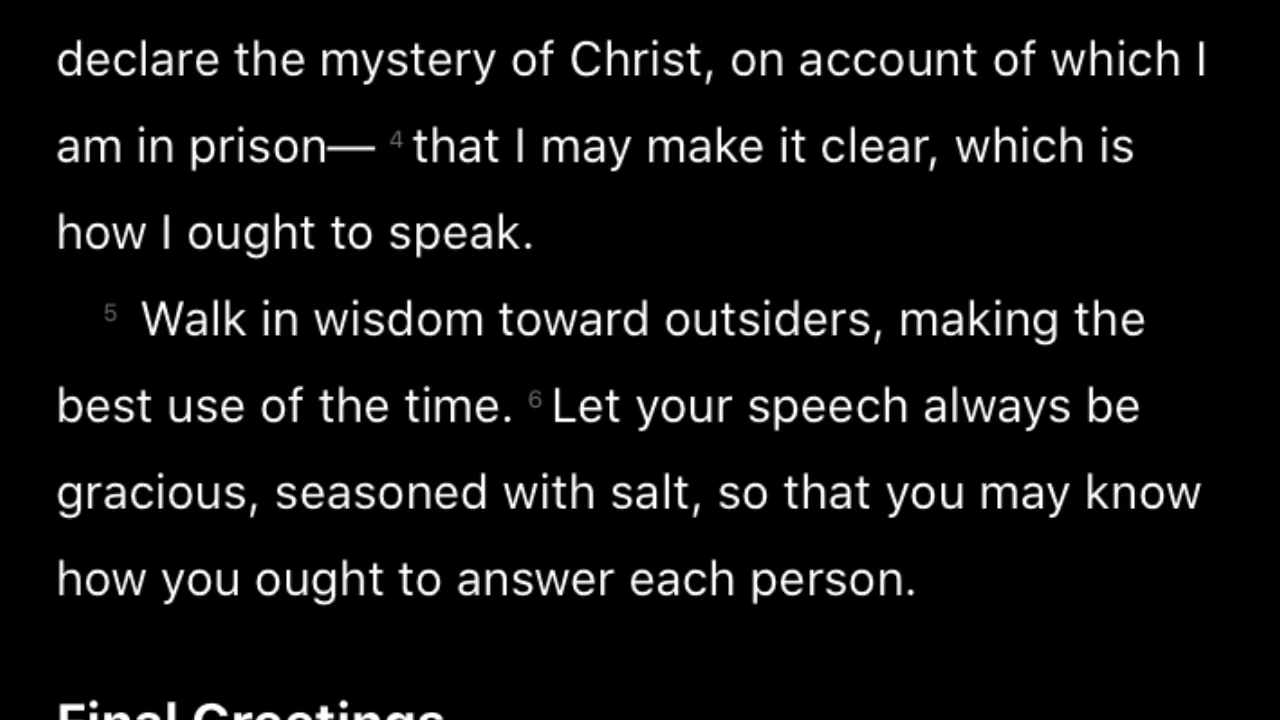 declare the mystery of Christ, on account of which I
am in prison— 4 that I may make it clear, which is
how I ought to speak.
5 Walk in wisdom toward outsiders, making the
best use of the time. 6 Let your speech always be
gracious, seasoned with salt, so that you may know
how you ought to answer each person.
Final Greetings